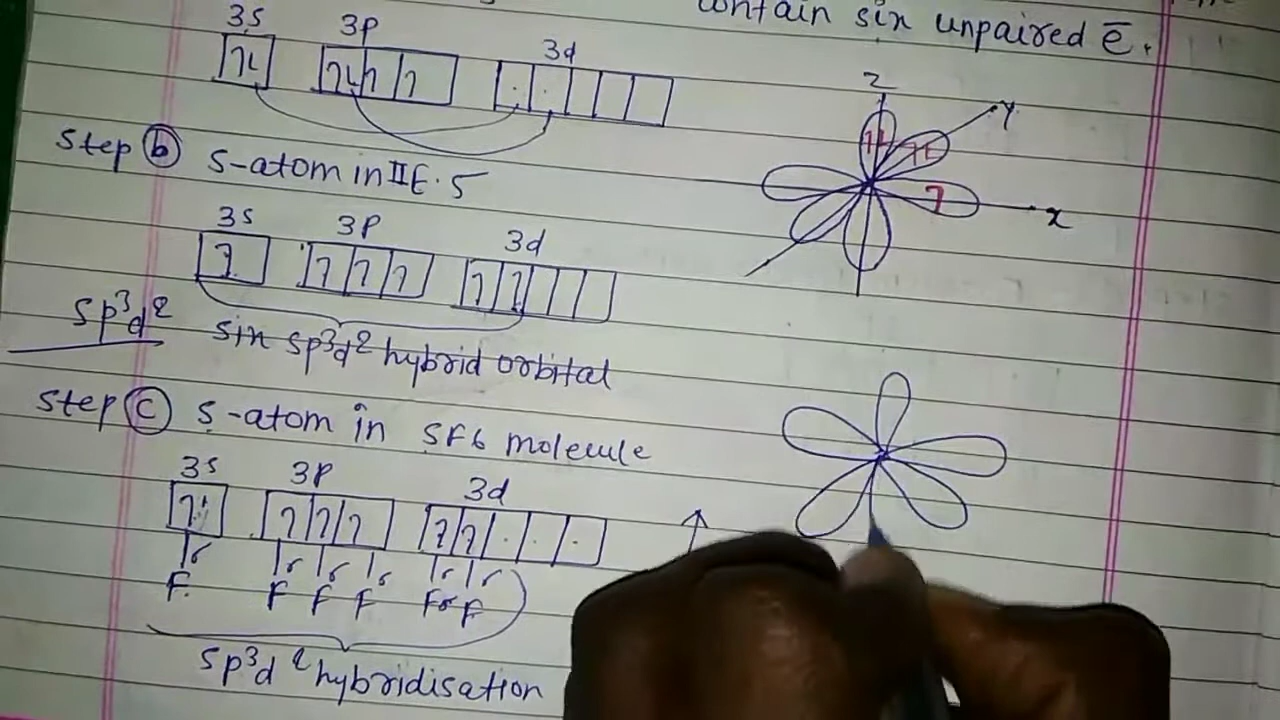 contain six unpaired e̅.
3s 3p 3d
Step (b) S-atom in II E.S
3s 3p 3d
sp³d² six sp³d² hybrid orbital
Step (c) S-atom in SF6 molecule
3s 3p 3d
F F F F F F
sp³d² hybridisation
Z
Y
x